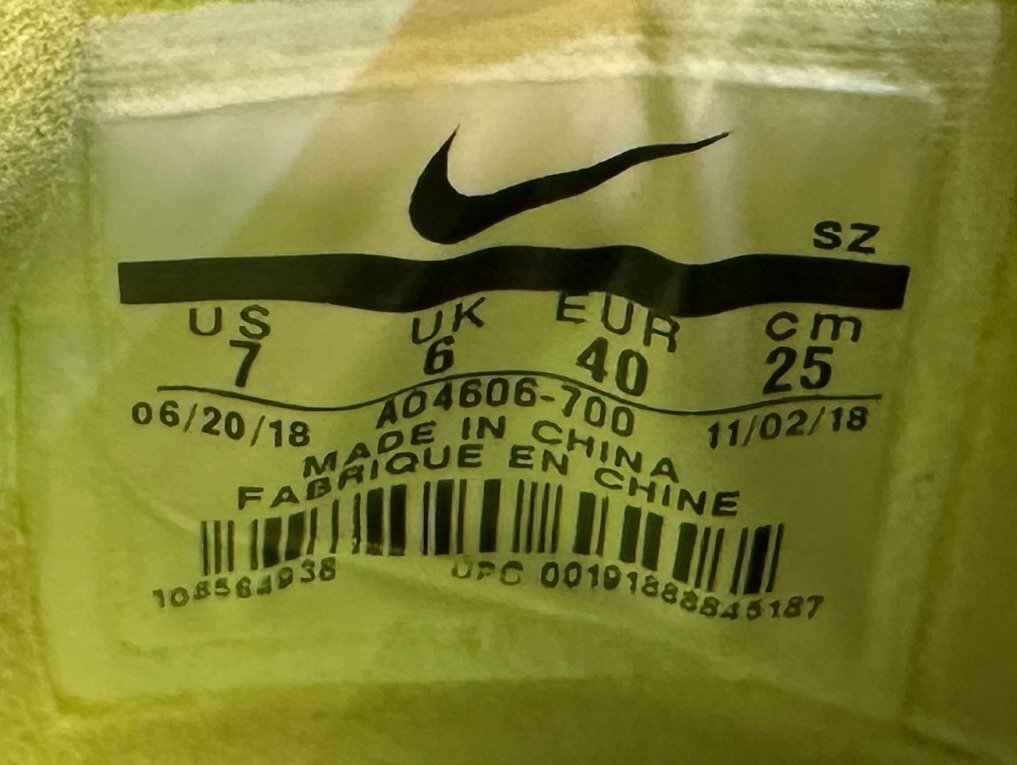 SZ
US UK EUR cm
7 6 40 25
06/20/18 AO4606-700 11/02/18
MADE IN CHINA
FABRIQUE EN CHINE
UPC 00191888845187